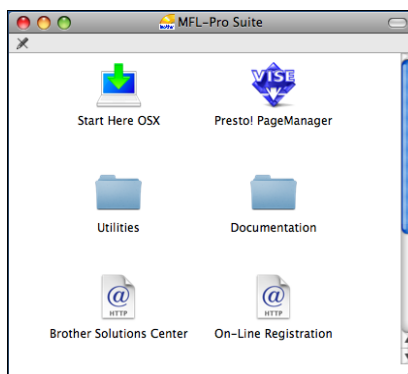 MFL-Pro Suite
VISE
Start Here OSX
Presto! PageManager
Utilities
Documentation
@
HTTP
@
HTTP
Brother Solutions Center
On-Line Registration